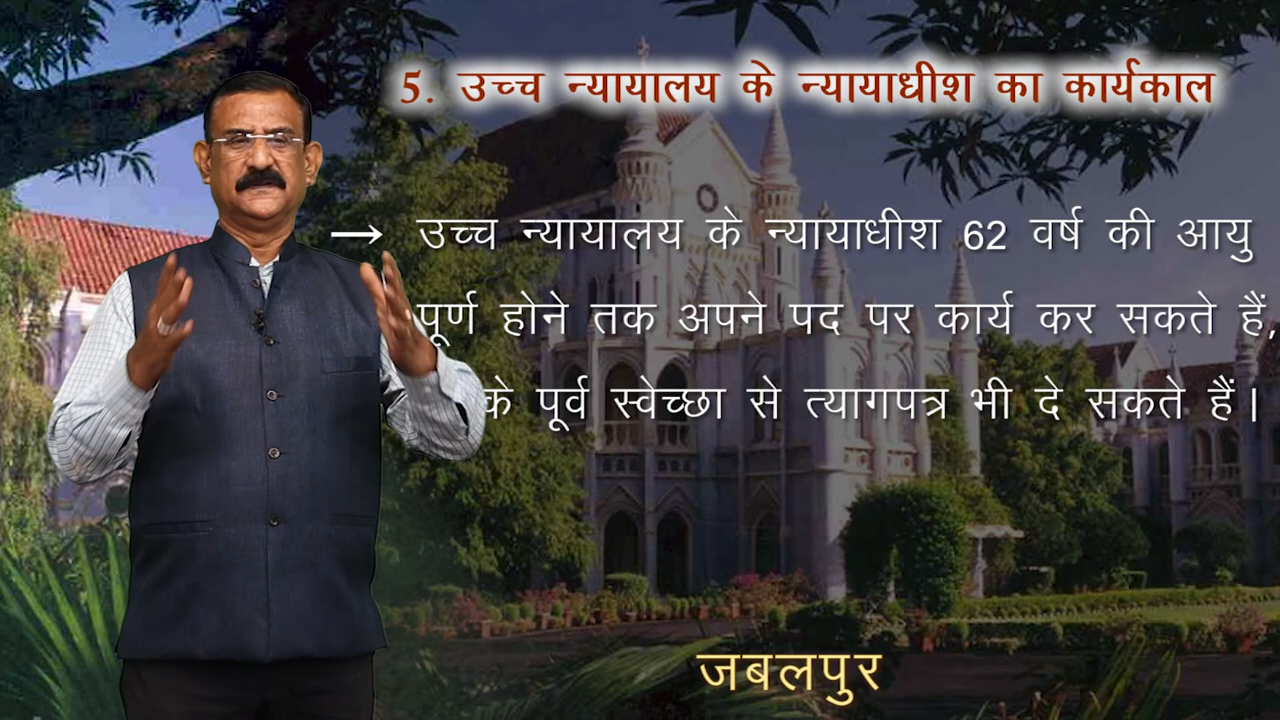 5. उच्च न्यायालय के न्यायाधीश का कार्यकाल
→ उच्च न्यायालय के न्यायाधीश 62 वर्ष की आयु
पूर्ण होने तक अपने पद पर कार्य कर सकते हैं,
के पूर्व स्वेच्छा से त्यागपत्र भी दे सकते हैं।
जबलपुर